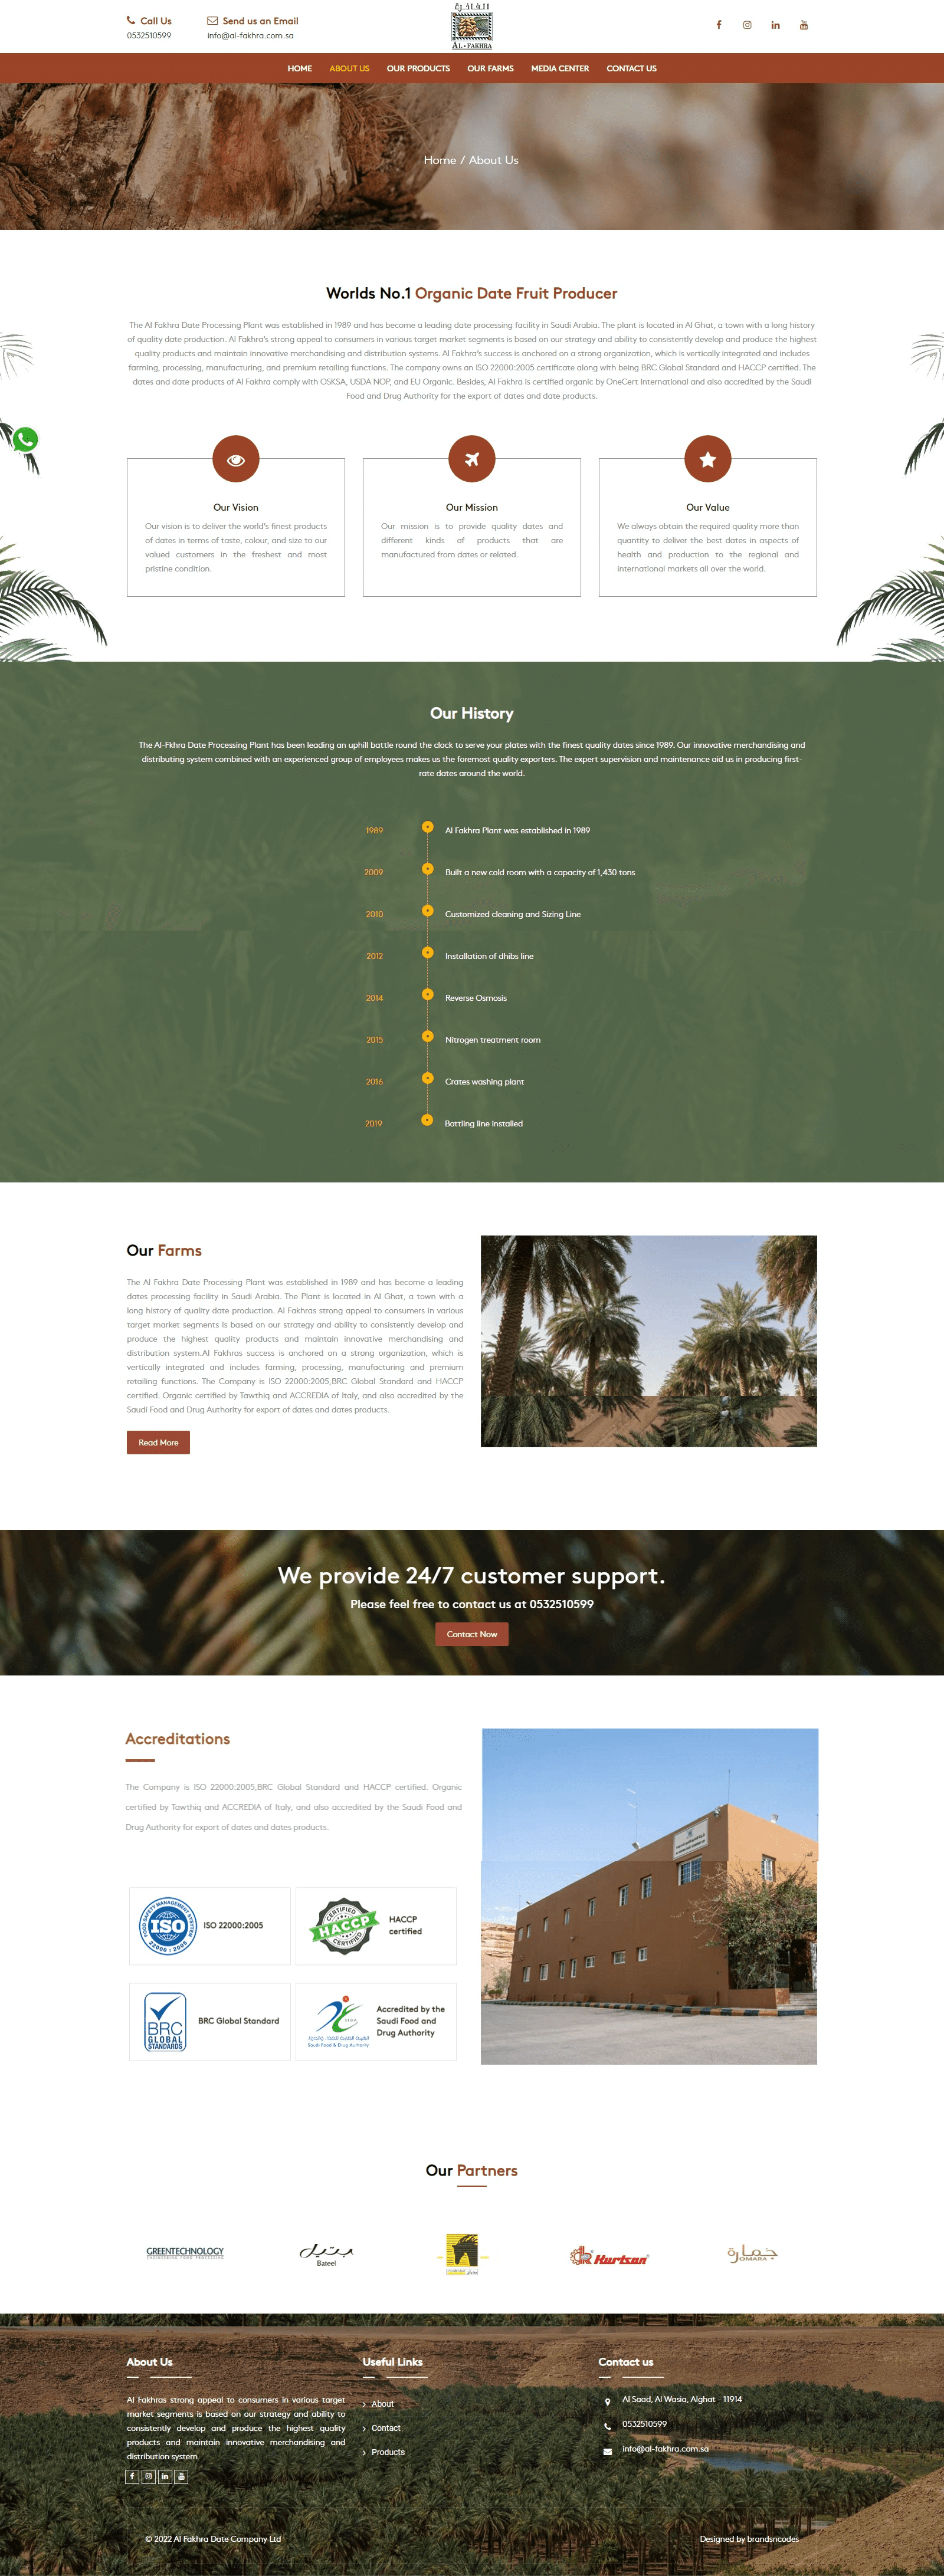 Call Us
0532510599
Send us an Email
info@al-fakhra.com.sa
الفاخرة
AL - FAKHRA
HOME
ABOUT US
OUR PRODUCTS
OUR FARMS
MEDIA CENTER
CONTACT US
Home / About Us
Worlds No.1 Organic Date Fruit Producer
The Al Fakhra Date Processing Plant was established in 1989 and has become a leading date processing facility in Saudi Arabia. The plant is located in Al Ghat, a town with a long history
of quality date production. Al Fakhra's strong appeal to consumers in various target market segments is based on our strategy and ability to consistently develop and produce the highest
quality products and maintain innovative merchandising and distribution systems. Al Fakhra's success is anchored on a strong organization, which is vertically integrated and includes
farming, processing, manufacturing, and premium retailing functions. The company owns an ISO 22000:2005 certificate along with being BRC Global Standard and HACCP certified. The
dates and date products of Al Fakhra comply with OSKSA, USDA NOP, and EU Organic. Besides, Al Fakhra is certified organic by OneCert International and also accredited by the Saudi
Food and Drug Authority for the export of dates and date products.
Our Vision
Our vision is to deliver the world's finest products
of dates in terms of taste, colour, and size to our
valued customers in the freshest and most
pristine condition.
Our Mission
Our mission is to provide quality dates and
different kinds of products that are
manufactured from dates or related.
Our Value
We always obtain the required quality more than
quantity to deliver the best dates in aspects of
health and production to the regional and
international markets all over the world.
Our History
The Al-Fkhra Date Processing Plant has been leading an uphill battle round the clock to serve your plates with the finest quality dates since 1989. Our innovative merchandising and
distributing system combined with an experienced group of employees makes us the foremost quality exporters. The expert supervision and maintenance aid us in producing first-
rate dates around the world.
1989
Al Fakhra Plant was established in 1989
2009
Built a new cold room with a capacity of 1,430 tons
2010
Customized cleaning and Sizing Line
2012
Installation of dhibs line
2014
Reverse Osmosis
2015
Nitrogen treatment room
2016
Crates washing plant
2019
Bottling line installed
Our Farms
The Al Fakhra Date Processing Plant was established in 1989 and has become a leading
dates processing facility in Saudi Arabia. The Plant is located in Al Ghat, a town with a
long history of quality date production. Al Fakhras strong appeal to consumers in various
target market segments is based on our strategy and ability to consistently develop and
produce the highest quality products and maintain innovative merchandising and
distribution system.Al Fakhras success is anchored on a strong organization, which is
vertically integrated and includes farming, processing, manufacturing and premium
retailing functions. The Company is ISO 22000:2005,BRC Global Standard and HACCP
certified. Organic certified by Tawthiq and ACCREDIA of Italy, and also accredited by the
Saudi Food and Drug Authority for export of dates and dates products.
Read More
We provide 24/7 customer support.
Please feel free to contact us at 0532510599
Contact Now
Accreditations
The Company is ISO 22000:2005,BRC Global Standard and HACCP certified. Organic
certified by Tawthiq and ACCREDIA of Italy, and also accredited by the Saudi Food and
Drug Authority for export of dates and dates products.
FOOD SAFETY MANAGEMENT SYSTEM
ISO
22000 : 2005
ISO 22000:2005
CERTIFIED
HACCP
CERTIFIED
HACCP
certified
BRC
GLOBAL
STANDARDS
BRC Global Standard
Saudi Food & Drug Authority
Accredited by the
Saudi Food and
Drug Authority
Our Partners
GREENTECHNOLOGY
ENGINEERING FOOD PROCESSING
بتيل
Bateel
Kurtsan
جمارة
JOMARA
About Us
Al Fakhras strong appeal to consumers in various target
market segments is based on our strategy and ability to
consistently develop and produce the highest quality
products and maintain innovative merchandising and
distribution system.
Useful Links
About
Contact
Products
Contact us
Al Saad, Al Wasia, Alghat - 11914
0532510599
info@al-fakhra.com.sa
© 2022 Al Fakhra Date Company Ltd
Designed by brandsncodes